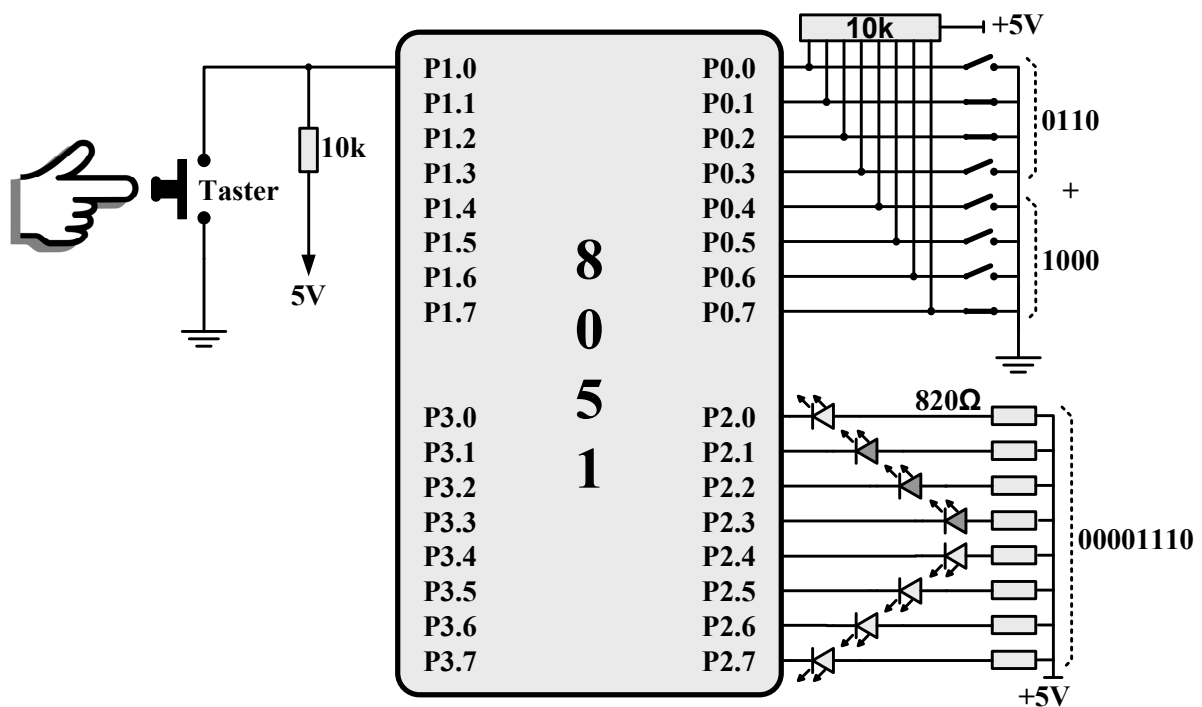 10k
+5V
P1.0
P1.1
P1.2
P1.3
P1.4
P1.5
P1.6
P1.7
P3.0
P3.1
P3.2
P3.3
P3.4
P3.5
P3.6
P3.7
8
0
5
1
P0.0
P0.1
P0.2
P0.3
P0.4
P0.5
P0.6
P0.7
P2.0
P2.1
P2.2
P2.3
P2.4
P2.5
P2.6
P2.7
10k
Taster
5V
0110
+
1000
820Ω
00001110
+5V